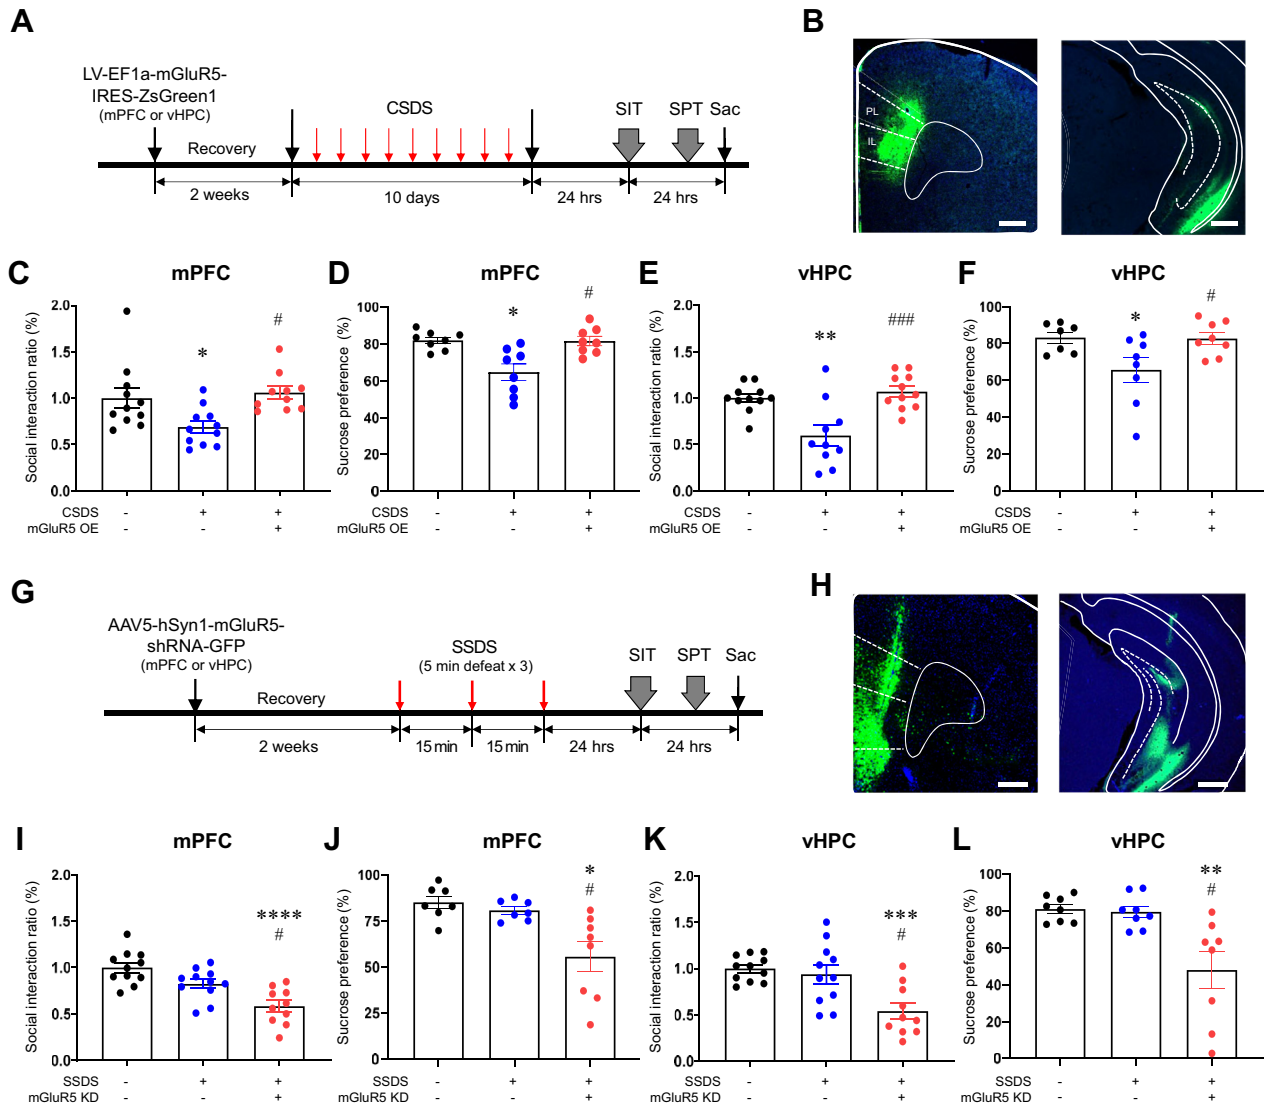 A
LV-EF1a-mGluR5-
IRES-ZsGreen1
(mPFC or vHPC)
Recovery
CSDS
SIT
SPT
Sac
2 weeks
10 days
24 hrs
24 hrs
B
PL
IL
C
mPFC
Social interaction ratio (%)
2.0
1.5
1.0
0.5
0.0
*
#
CSDS - + +
mGluR5 OE - - +
D
mPFC
Sucrose preference (%)
100
80
60
40
20
0
*
#
CSDS - + +
mGluR5 OE - - +
E
vHPC
Social interaction ratio (%)
2.0
1.5
1.0
0.5
0.0
**
###
CSDS - + +
mGluR5 OE - - +
F
vHPC
Sucrose preference (%)
100
80
60
40
20
0
*
#
CSDS - + +
mGluR5 OE - - +
G
AAV5-hSyn1-mGluR5-
shRNA-GFP
(mPFC or vHPC)
Recovery
SSDS
(5 min defeat x 3)
SIT
SPT
Sac
2 weeks
15 min
15 min
24 hrs
24 hrs
H
I
mPFC
Social interaction ratio (%)
2.0
1.5
1.0
0.5
0.0
****
#
SSDS - + +
mGluR5 KD - - +
J
mPFC
Sucrose preference (%)
100
75
50
25
0
*
#
SSDS - + +
mGluR5 KD - - +
K
vHPC
Social interaction ratio (%)
2.0
1.5
1.0
0.5
0.0
***
#
SSDS - + +
mGluR5 KD - - +
L
vHPC
Sucrose preference (%)
100
80
60
40
20
0
**
#
SSDS - + +
mGluR5 KD - - +